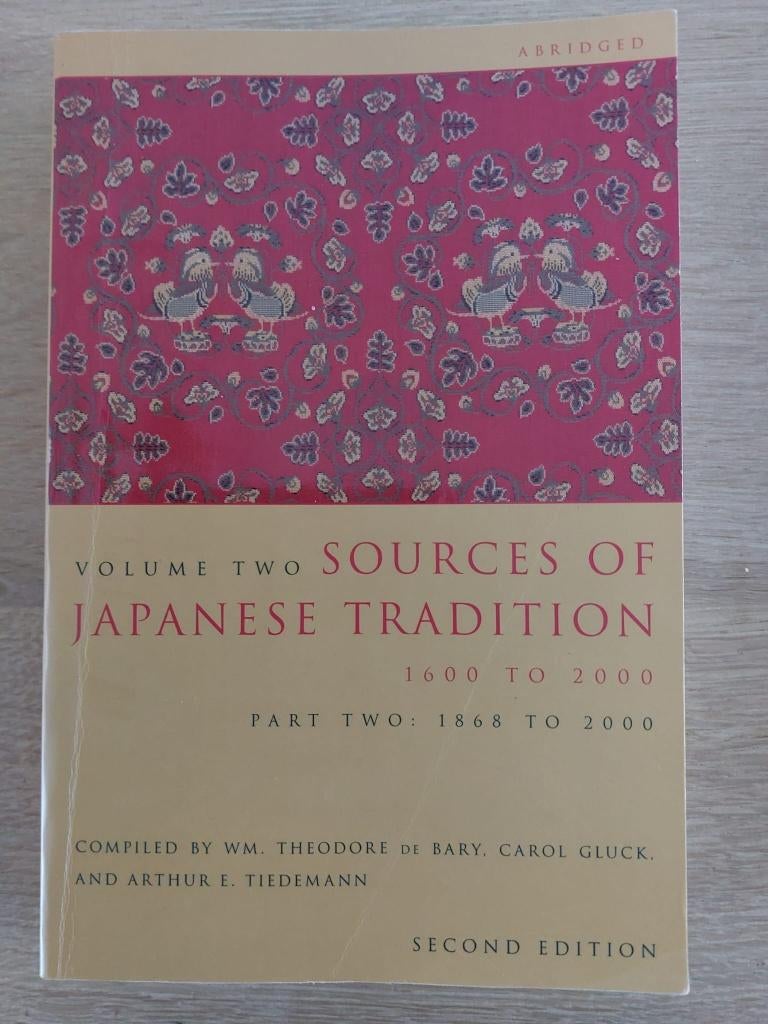 ABRIDGED
VOLUME TWO SOURCES OF
JAPANESE TRADITION
1600 TO 2000
PART TWO: 1868 TO 2000
COMPILED BY WM. THEODORE DE BARY, CAROL GLUCK,
AND ARTHUR E. TIEDEMANN
SECOND EDITION